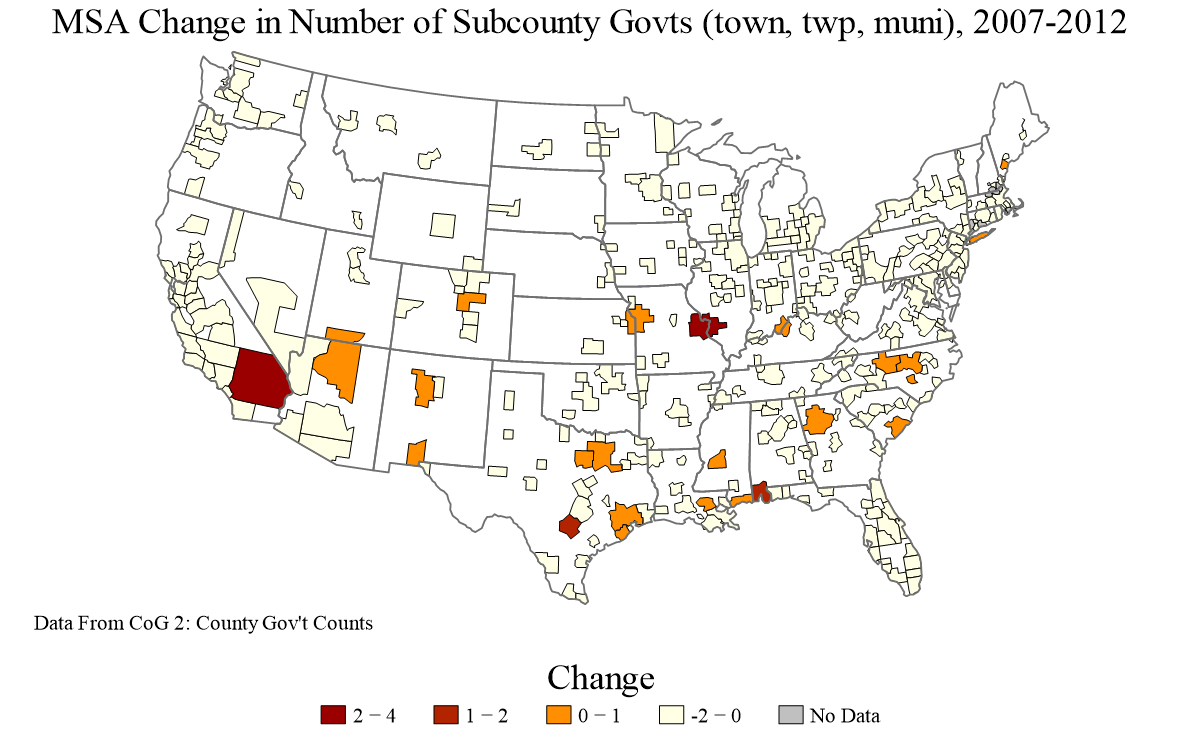 MSA Change in Number of Subcounty Govts (town, twp, muni), 2007-2012
Data From CoG 2: County Gov't Counts
Change
2 − 4 1 − 2 0 − 1 -2 − 0 No Data